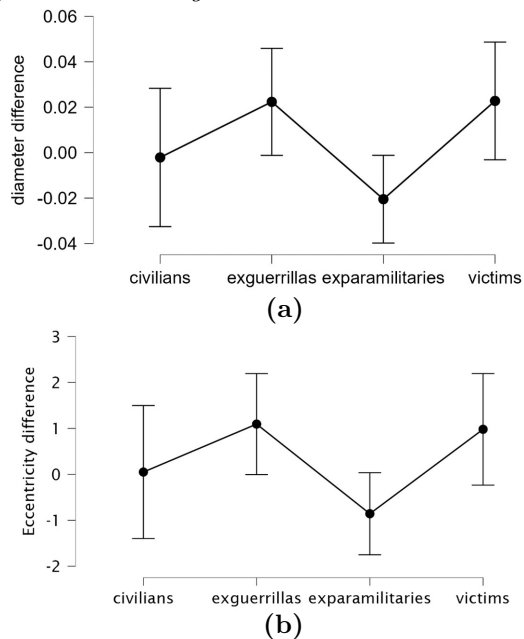 0.06
0.04
0.02
0.00
-0.02
-0.04
diameter difference
civilians exguerrillas exparamilitaries victims
(a)
3
2
1
0
-1
-2
Eccentricity difference
civilians exguerrillas exparamilitaries victims
(b)